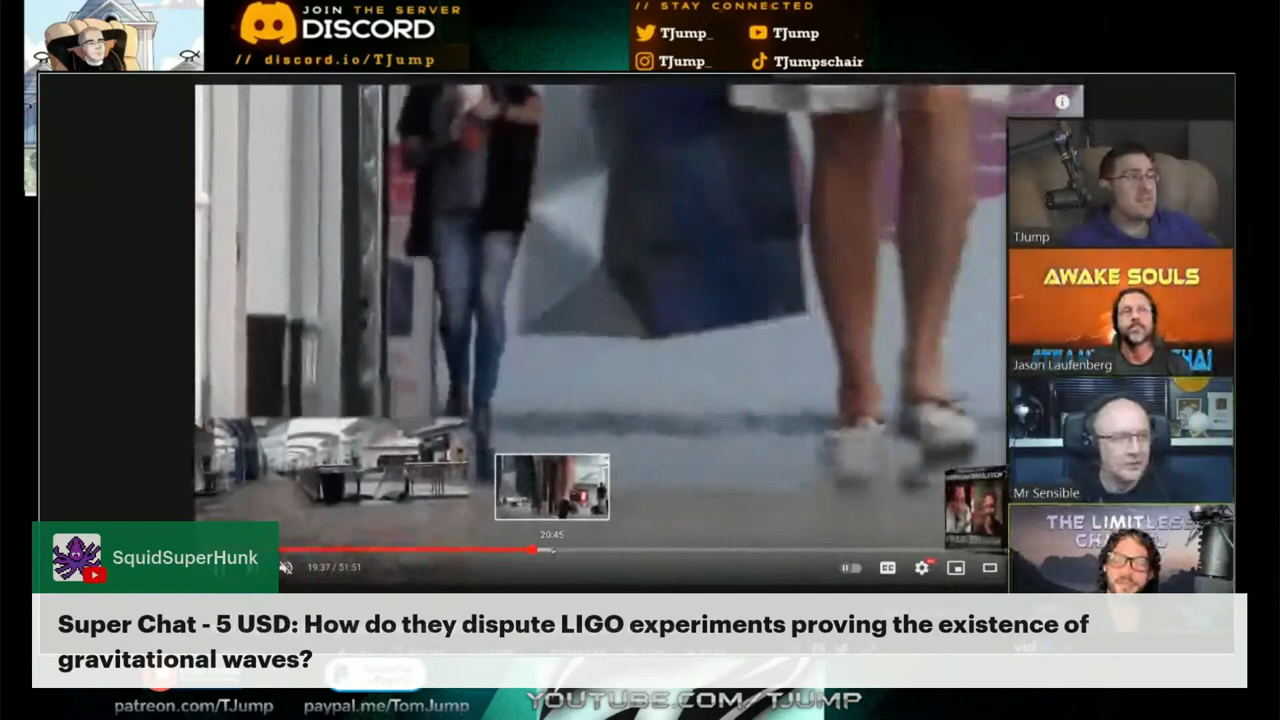 JOIN THE SERVER
DISCORD
// discord.io/TJump
// STAY CONNECTED
TJump_
TJump
TJump_
TJumpschair
TJump
AWAKE SOULS
Jason Laufenberg
Mr Sensible
THE LIMITLESS
20:45
19:37 / 51:51
CC
SquidSuperHunk
Super Chat - 5 USD: How do they dispute LIGO experiments proving the existence of
gravitational waves?
patreon.com/TJump
paypal.me/TomJump
YOUTUBE.COM/TJUMP